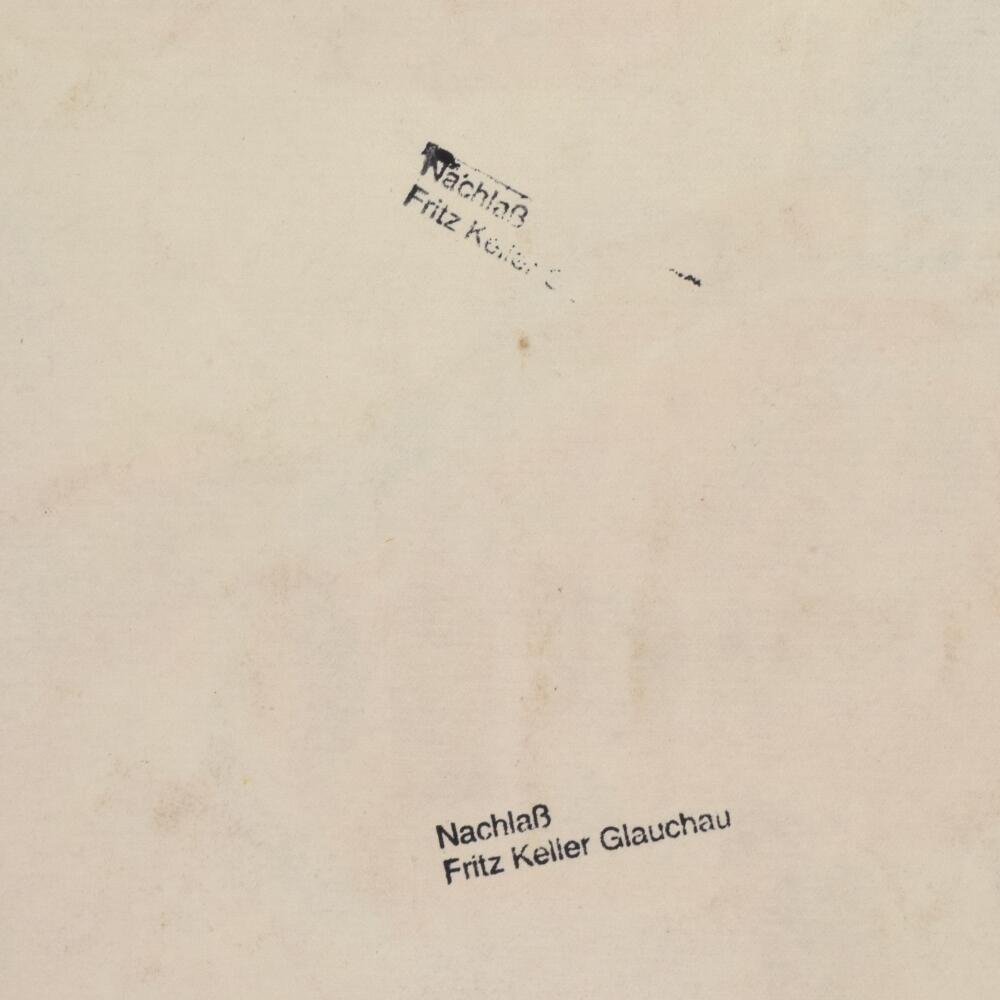 Nachlaß
Fritz Keller
Nachlaß
Fritz Keller Glauchau